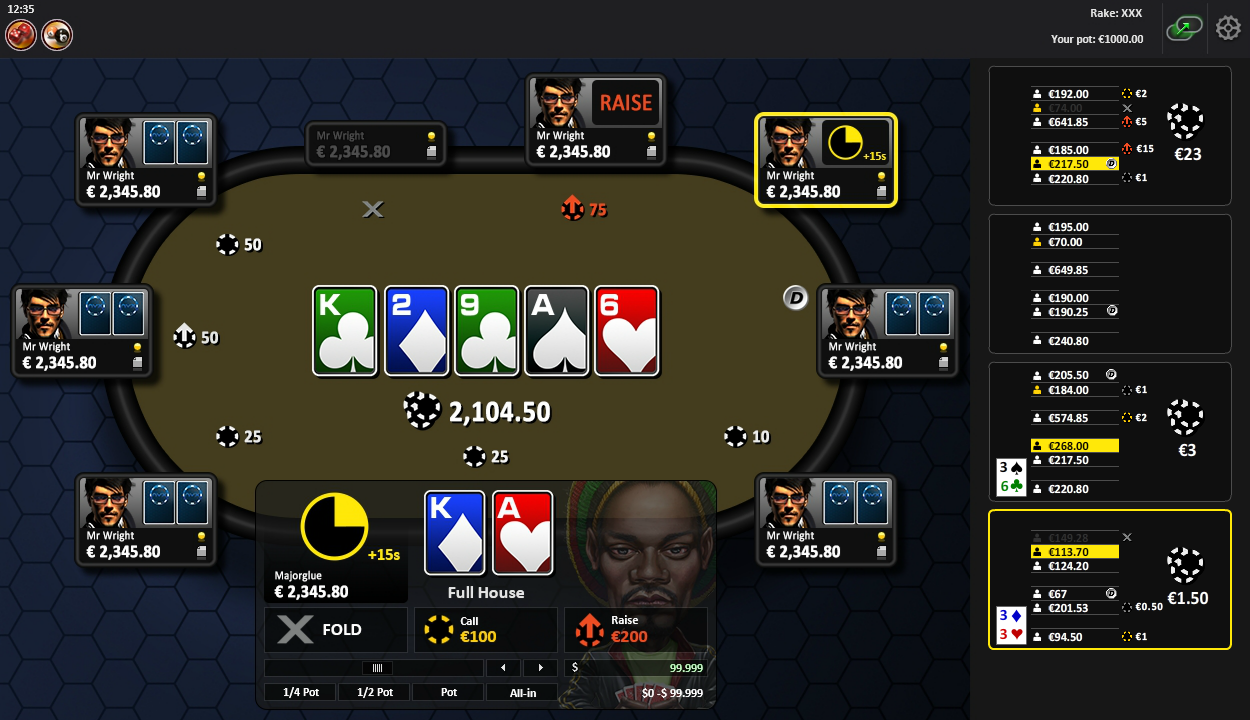 12:35
Rake: XXX
Your pot: €1000.00
RAISE
Mr Wright
€ 2,345.80
Mr Wright
€ 2,345.80
+15s
Mr Wright
€ 2,345.80
Mr Wright
€ 2,345.80
75
50
K
2
9
A
6
D
Mr Wright
€ 2,345.80
50
Mr Wright
€ 2,345.80
2,104.50
25
25
10
Mr Wright
€ 2,345.80
Mr Wright
€ 2,345.80
+15s
Majorglue
€ 2,345.80
K
A
Full House
FOLD
Call
€100
Raise
€200
$ 99.999
1/4 Pot
1/2 Pot
Pot
All-in
$0 -$ 99.999
€192.00 €2
€74.00
€641.85 €5
€185.00 €15
€217.50 D
€220.80 €1
€23
€195.00
€70.00
€649.85
€190.00
€190.25 D
€240.80
€205.50 D
€184.00 €1
€574.85 €2
€268.00
€217.50
€220.80
3
6
€3
€149.28
€113.70
€124.20
€67 D
€201.53 €0.50
€94.50 €1
3
3
€1.50